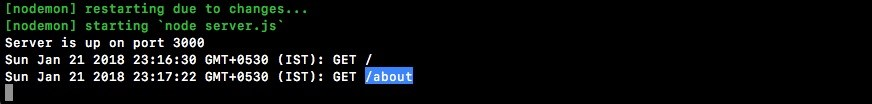 [nodemon] restarting due to changes...
[nodemon] starting `node server.js`
Server is up on port 3000
Sun Jan 21 2018 23:16:30 GMT+0530 (IST): GET /
Sun Jan 21 2018 23:17:22 GMT+0530 (IST): GET /about